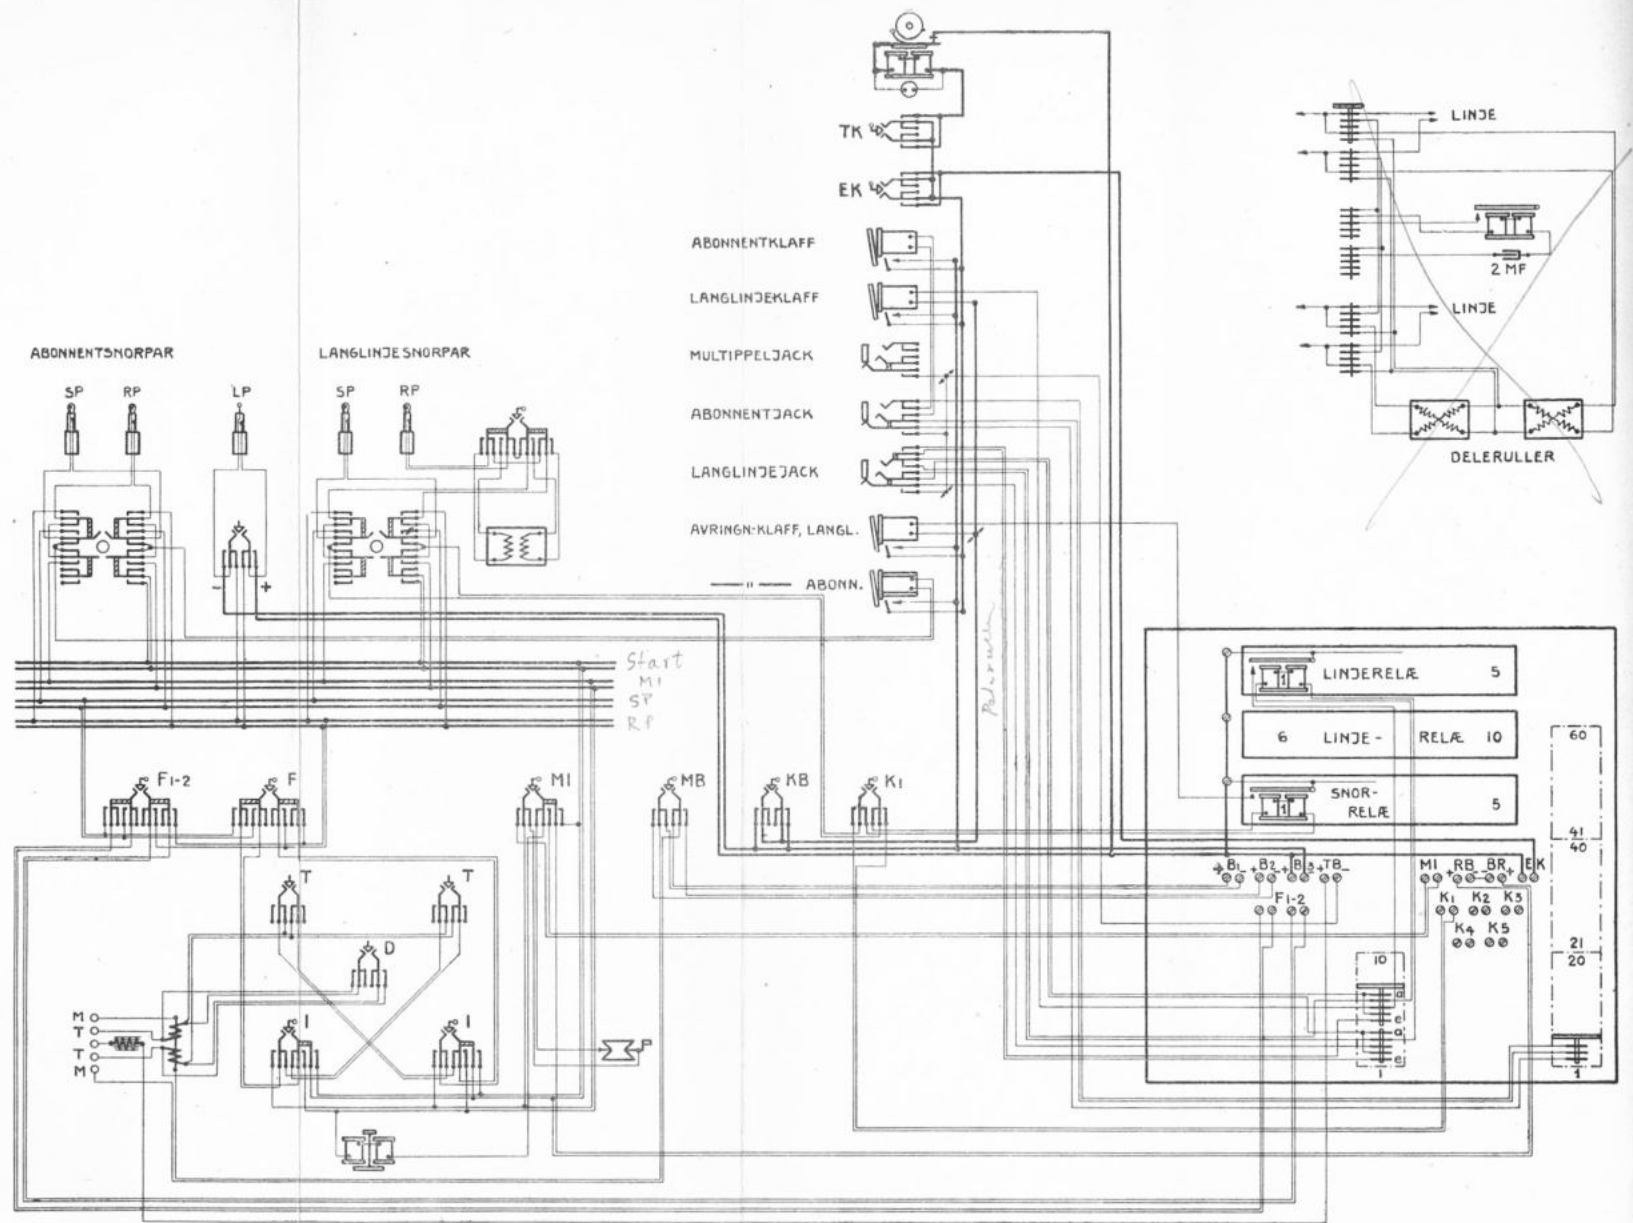 TK
EK
LINJE
2 MF
LINJE
DELERULLER
ABONNENTKLAFF
LANGLINJEKLAFF
MULTIPPELJACK
ABONNENTJACK
LANGLINJEJACK
AVRINGN-KLAFF, LANGL.
—— " —— ABONN.
ABONNENTSNORPAR
LANGLINJESNORPAR
SP RP LP SP RP
- +
Start
MI
SP
RP
F1-2 F MI MB KB K1
T T
D
I I
M
T
T
M
1 LINJERELÆ 5
6 LINJE- RELÆ 10
1 SNOR-
RELÆ 5
60
41
40
21
20
1
+ B1 - + B2 - + B3 - + TB - MI + RB - - BR + EK
F1-2 K1 K2 K3
K4 K5
10
a
e
a
e
1